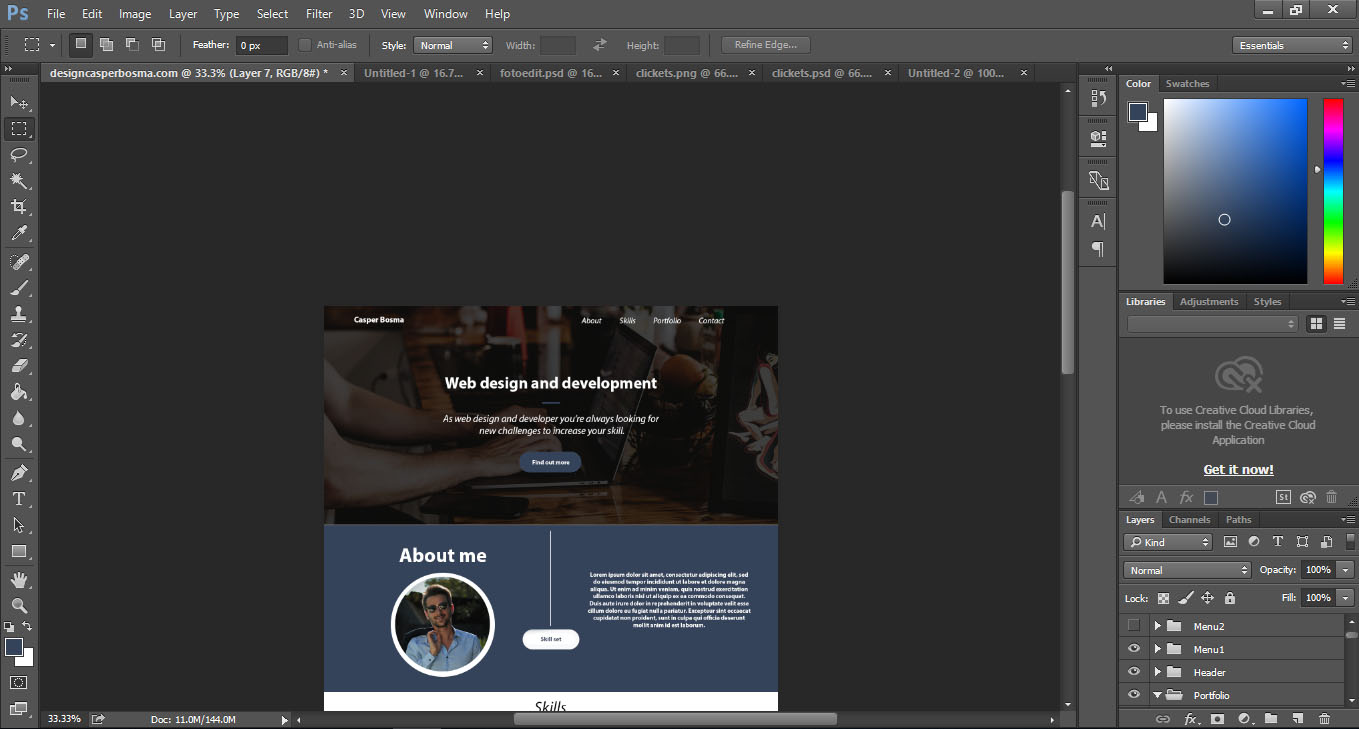 Ps File Edit Image Layer Type Select Filter 3D View Window Help
Feather: 0 px Anti-alias Style: Normal Width: Height: Refine Edge... Essentials
designcasperbosma.com @ 33.3% (Layer 7, RGB/8#) * × Untitled-1 @ 16.7... × fotoedit.psd @ 16... × clickets.png @ 66.... × clickets.psd @ 66.... × Untitled-2 @ 100... ×
Color Swatches
Libraries Adjustments Styles
Casper Bosma About Skills Portfolio Contact
Web design and development
As web design and developer you're always looking for
new challenges to increase your skill.
Find out more
To use Creative Cloud Libraries,
please install the Creative Cloud
Application
Get it now!
St
Layers Channels Paths
Kind
Normal Opacity: 100%
Lock: Fill: 100%
Menu2
Menu1
Header
Portfolio
About me
Lorem ipsum dolor sit amet, consectetur adipiscing elit, sed
do eiusmod tempor incididunt ut labore et dolore magna
aliqua. Ut enim ad minim veniam, quis nostrud exercitation
ullamco laboris nisi ut aliquip ex ea commodo consequat.
Duis aute irure dolor in reprehenderit in voluptate velit esse
cillum dolore eu fugiat nulla pariatur. Excepteur sint occaecat
cupidatat non proident, sunt in culpa qui officia deserunt
mollit anim id est laborum.
Skill set
Skills
33.33% Doc: 11.0M/144.0M